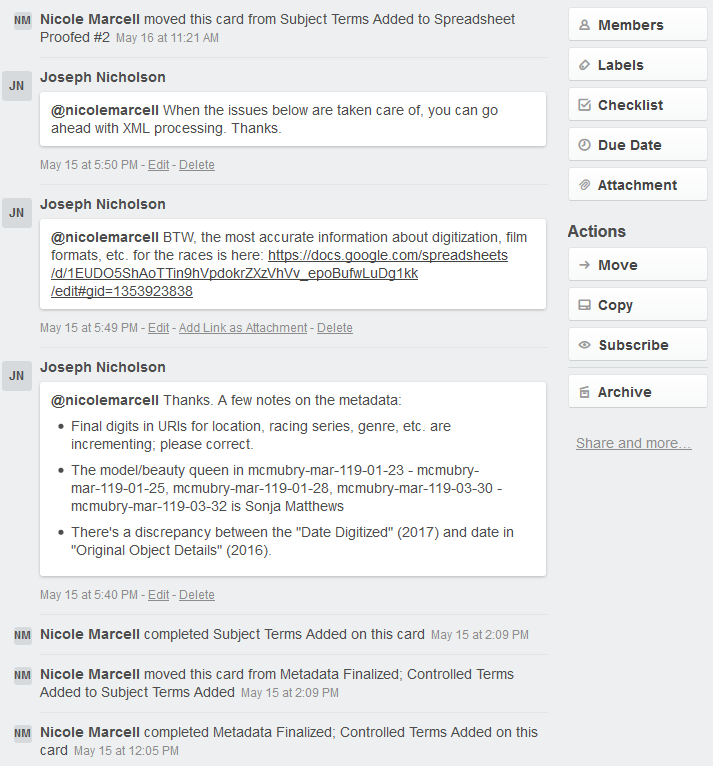 NM Nicole Marcell moved this card from Subject Terms Added to Spreadsheet
Proofed #2 May 16 at 11:21 AM
JN Joseph Nicholson
@nicolemarcell When the issues below are taken care of, you can go
ahead with XML processing. Thanks.
May 15 at 5:50 PM - Edit - Delete
JN Joseph Nicholson
@nicolemarcell BTW, the most accurate information about digitization, film
formats, etc. for the races is here: https://docs.google.com/spreadsheets
/d/1EUDO5ShAoTTin9hVpdokrZXzVhVv_epoBufwLuDg1kk
/edit#gid=1353923838
May 15 at 5:49 PM - Edit - Add Link as Attachment - Delete
JN Joseph Nicholson
@nicolemarcell Thanks. A few notes on the metadata:
• Final digits in URIs for location, racing series, genre, etc. are
incrementing; please correct.
• The model/beauty queen in mcmubry-mar-119-01-23 - mcmubry-
mar-119-01-25, mcmubry-mar-119-01-28, mcmubry-mar-119-03-30 -
mcmubry-mar-119-03-32 is Sonja Matthews
• There's a discrepancy between the "Date Digitized" (2017) and date in
"Original Object Details" (2016).
May 15 at 5:40 PM - Edit - Delete
NM Nicole Marcell completed Subject Terms Added on this card May 15 at 2:09 PM
NM Nicole Marcell moved this card from Metadata Finalized; Controlled Terms
Added to Subject Terms Added May 15 at 2:09 PM
NM Nicole Marcell completed Metadata Finalized; Controlled Terms Added on this
card May 15 at 12:05 PM
Members
Labels
Checklist
Due Date
Attachment
Actions
Move
Copy
Subscribe
Archive
Share and more…